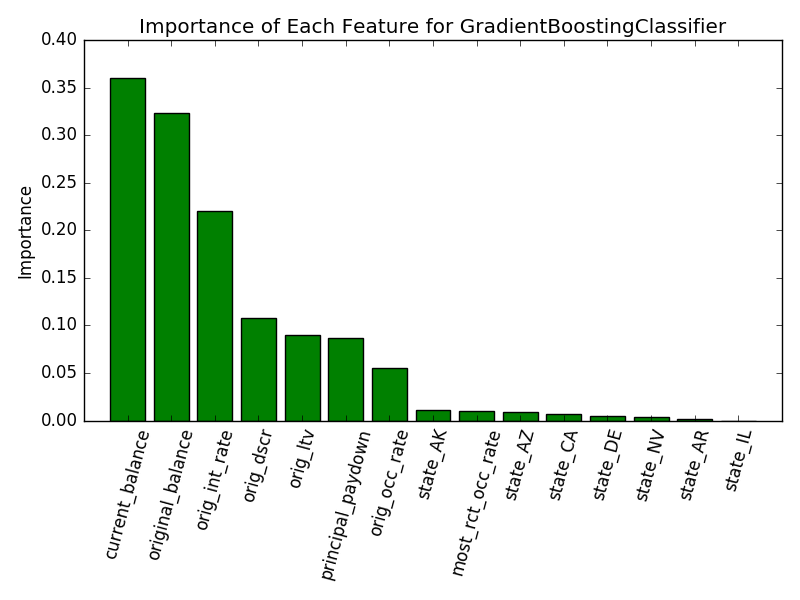 Importance of Each Feature for GradientBoostingClassifier
0.40
0.35
0.30
0.25
0.20
0.15
0.10
0.05
0.00
Importance
current_balance
original_balance
orig_int_rate
orig_dscr
orig_ltv
principal_paydown
orig_occ_rate
state_AK
most_rct_occ_rate
state_AZ
state_CA
state_DE
state_NV
state_AR
state_IL